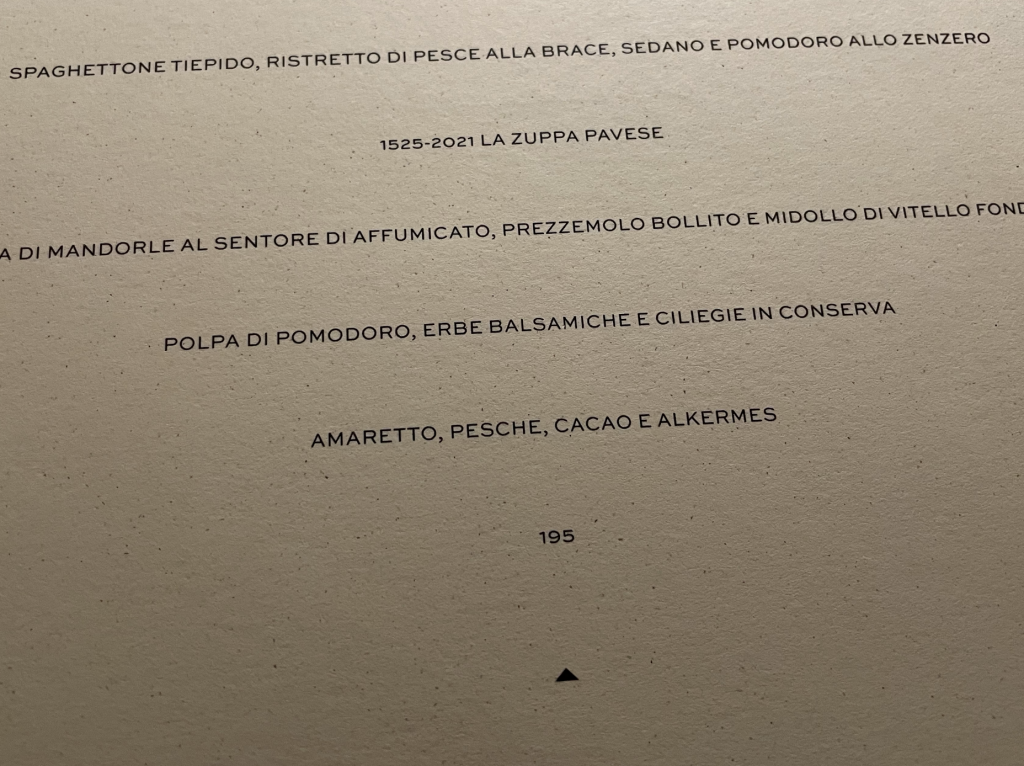 SPAGHETTONE TIEPIDO, RISTRETTO DI PESCE ALLA BRACE, SEDANO E POMODORO ALLO ZENZERO
1525-2021 LA ZUPPA PAVESE
DI MANDORLE AL SENTORE DI AFFUMICATO, PREZZEMOLO BOLLITO E MIDOLLO DI VITELLO
POLPA DI POMODORO, ERBE BALSAMICHE E CILIEGIE IN CONSERVA
AMARETTO, PESCHE, CACAO E ALKERMES
195